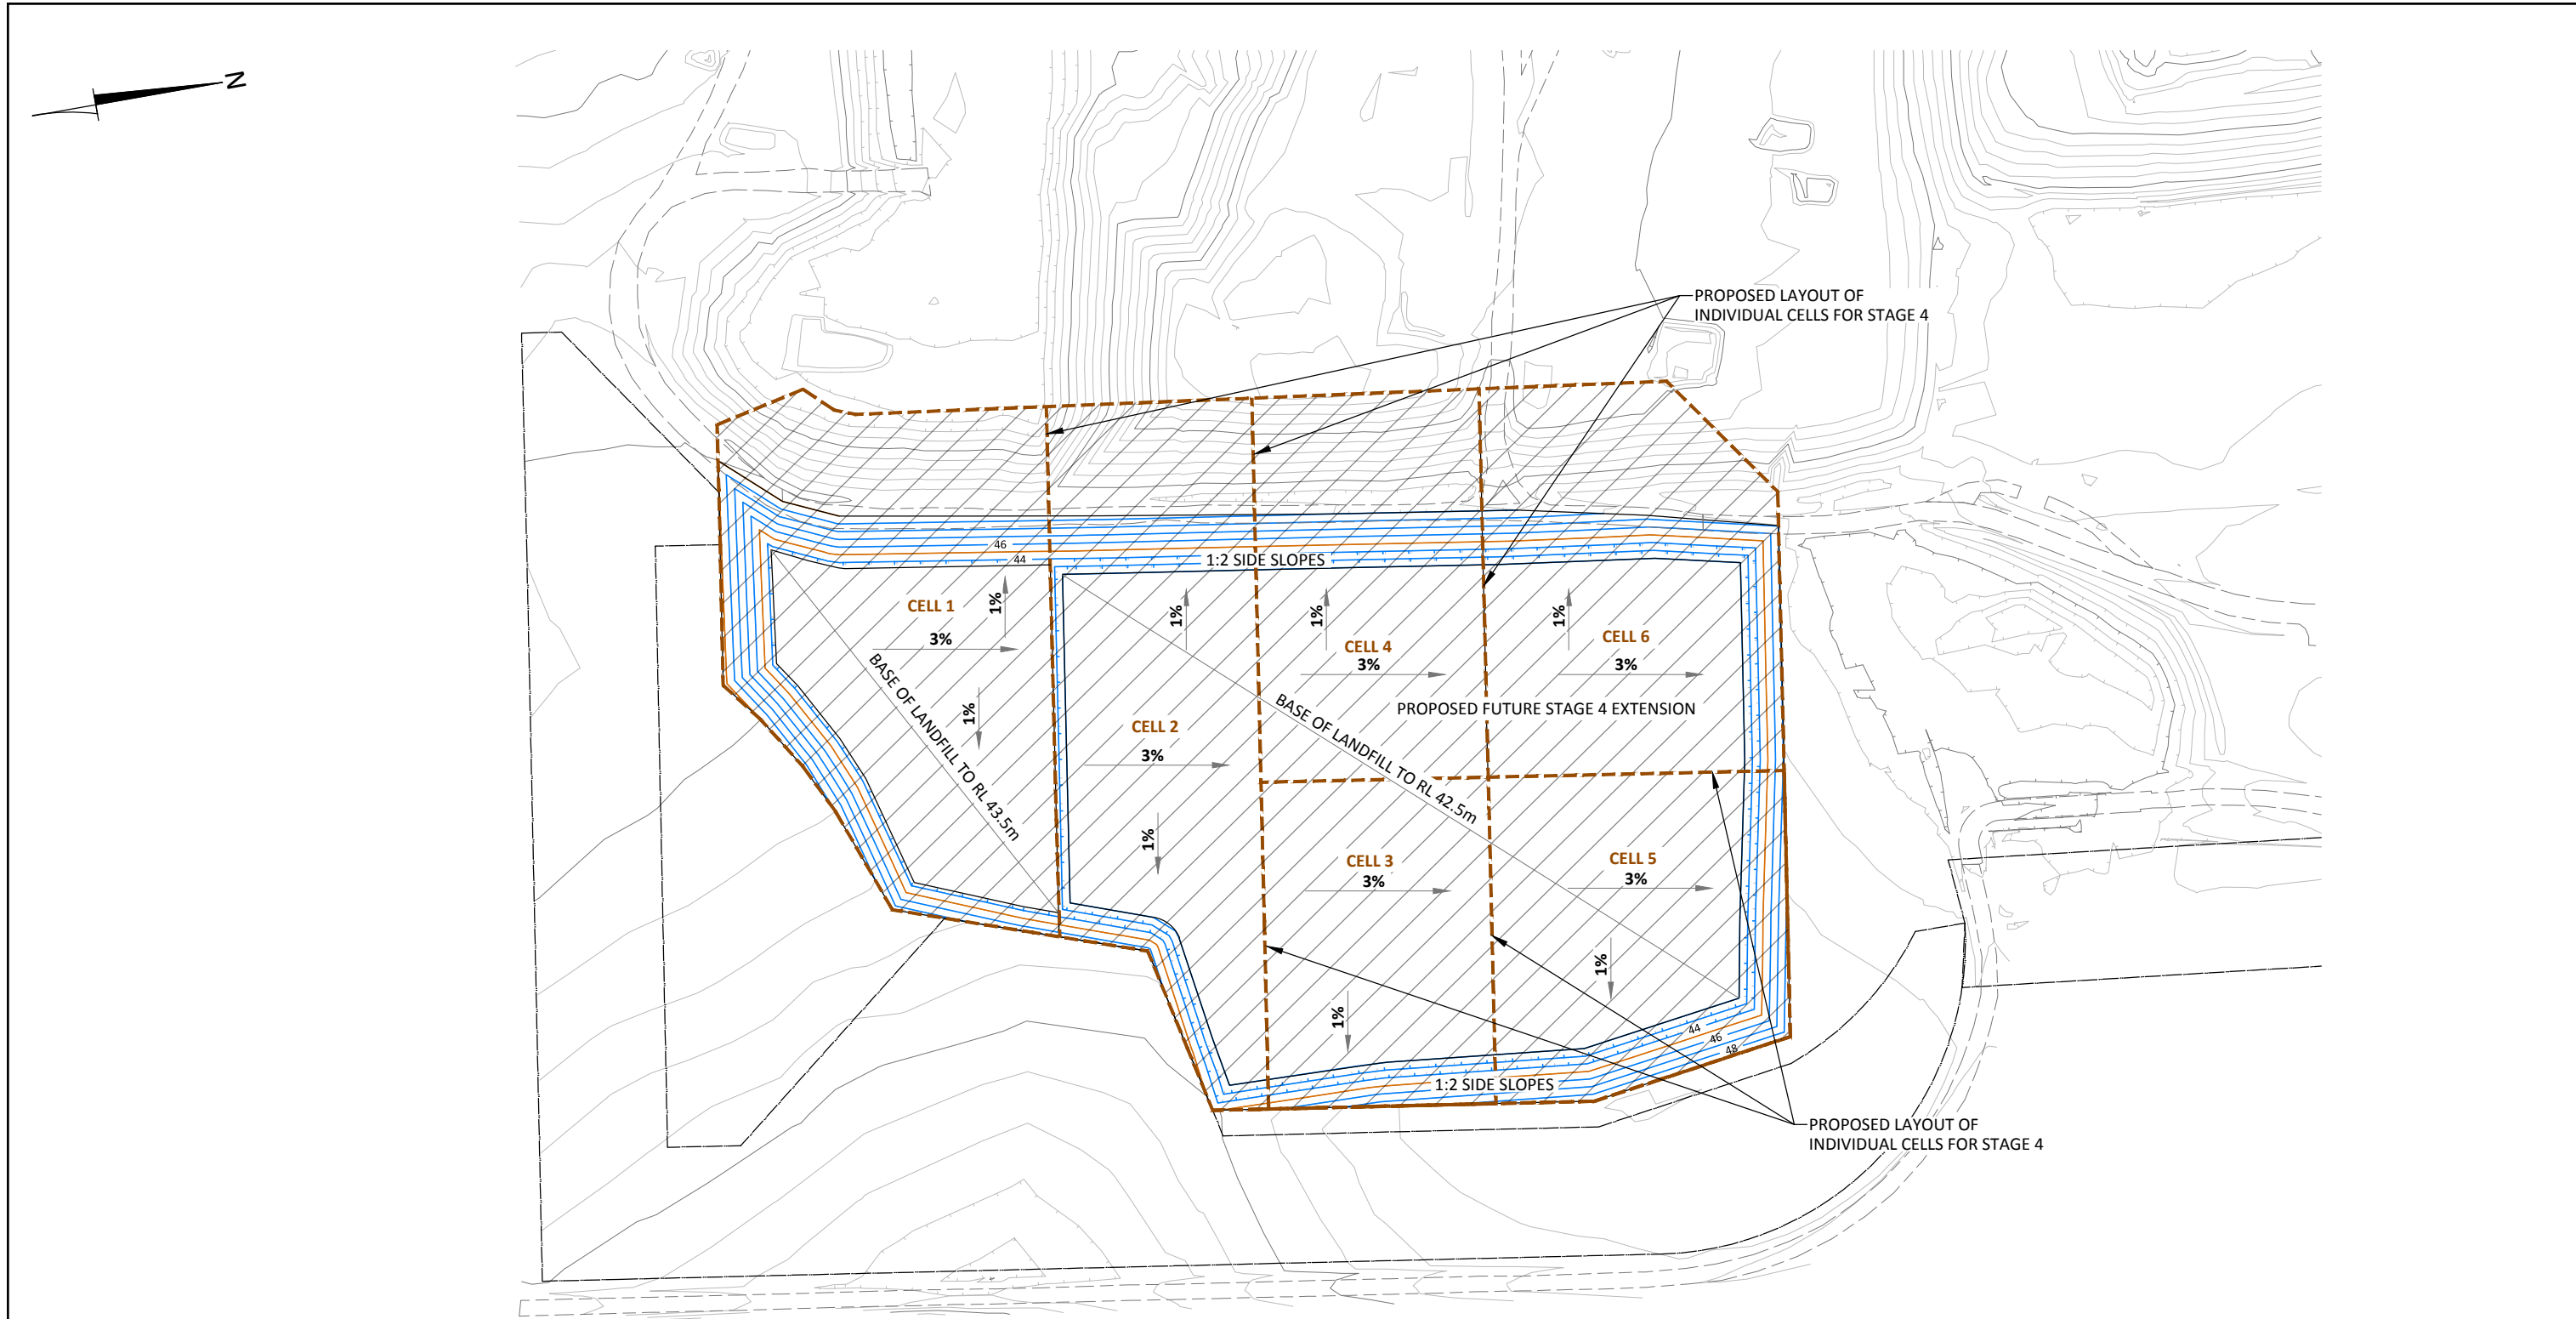 N
PROPOSED LAYOUT OF
INDIVIDUAL CELLS FOR STAGE 4
46
44
1:2 SIDE SLOPES
CELL 1
1%
3%
1%
BASE OF LANDFILL TO RL 43.5m
1%
CELL 2
3%
1%
1%
CELL 4
3%
1%
CELL 6
3%
PROPOSED FUTURE STAGE 4 EXTENSION
BASE OF LANDFILL TO RL 42.5m
CELL 3
3%
1%
CELL 5
3%
1%
44
46
48
1:2 SIDE SLOPES
PROPOSED LAYOUT OF
INDIVIDUAL CELLS FOR STAGE 4